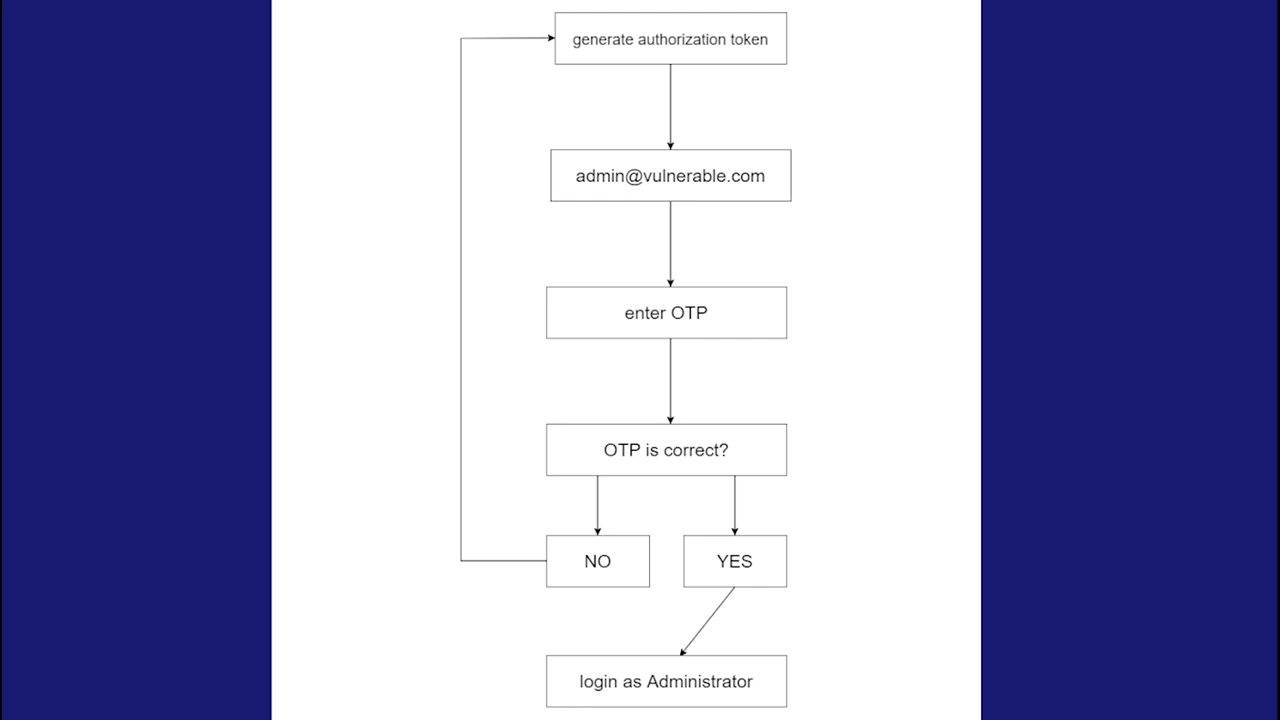 generate authorization token
admin@vulnerable.com
enter OTP
OTP is correct?
NO
YES
login as Administrator